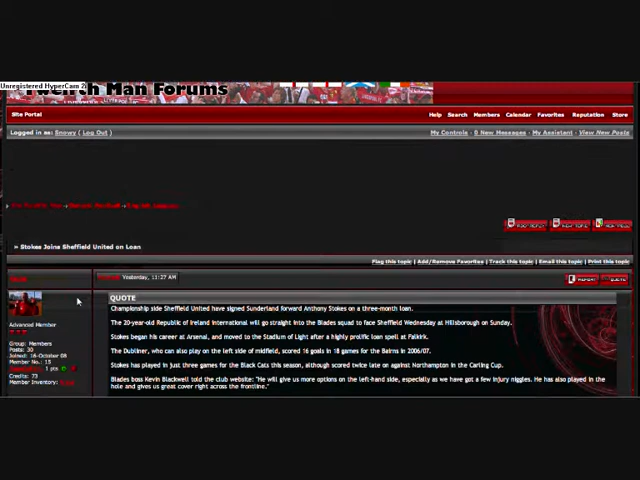 Unregistered HyperCam 2
Twelfth Man Forums
Site Portal
Help Search Members Calendar Favorites Reputation Store
Logged in as: Snowy ( Log Out )
My Controls · 0 New Messages · My Assistant · View New Posts
» Stokes Joins Sheffield United on Loan
Flag this topic | Add/Remove Favorites | Track this topic | Email this topic | Print this topic
Yesterday, 11:27 AM
QUOTE
Championship side Sheffield United have signed Sunderland forward Anthony Stokes on a three-month loan.
The 20-year-old Republic of Ireland international will go straight into the Blades squad to face Sheffield Wednesday at Hillsborough on Sunday.
Stokes began his career at Arsenal, and moved to the Stadium of Light after a highly prolific loan spell at Falkirk.
The Dubliner, who can also play on the left side of midfield, scored 16 goals in 18 games for the Bairns in 2006/07.
Stokes has played in just three games for the Black Cats this season, although scored twice late on against Northampton in the Carling Cup.
Blades boss Kevin Blackwell told the club website: "He will give us more options on the left-hand side, especially as we have got a few injury niggles. He has also played in the
hole and gives us great cover right across the frontline."
Advanced Member
Group: Members
Posts: 30
Joined: 16-October 08
Member No.: 15
1 pts
Credits: 73
Member Inventory: